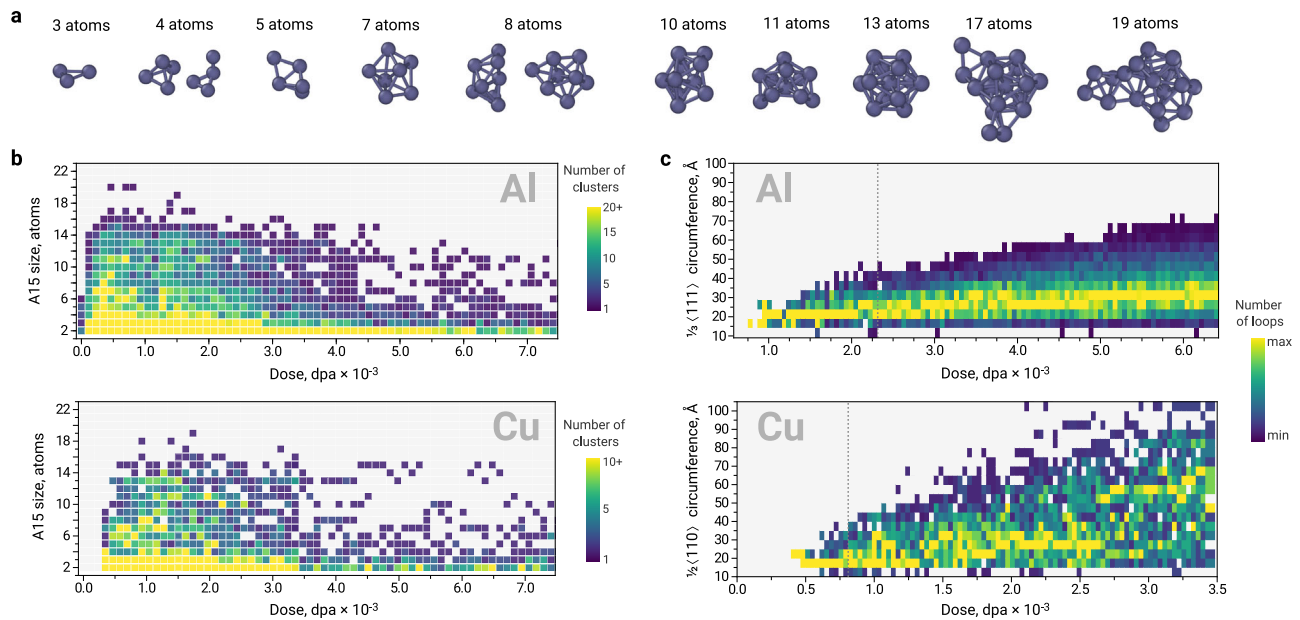 a
3 atoms 4 atoms 5 atoms 7 atoms 8 atoms 10 atoms 11 atoms 13 atoms 17 atoms 19 atoms
b
A15 size, atoms
22
18
14
10
6
2
Al
0.0 1.0 2.0 3.0 4.0 5.0 6.0 7.0
Dose, dpa × 10⁻³
Number of
clusters
20+
15
10
5
1
A15 size, atoms
22
18
14
10
6
2
Cu
0.0 1.0 2.0 3.0 4.0 5.0 6.0 7.0
Dose, dpa × 10⁻³
Number of
clusters
10+
5
1
c
⅓⟨111⟩ circumference, Å
100
90
80
70
60
50
40
30
20
10
Al
1.0 2.0 3.0 4.0 5.0 6.0
Dose, dpa × 10⁻³
½⟨110⟩ circumference, Å
100
90
80
70
60
50
40
30
20
10
Cu
0.0 0.5 1.0 1.5 2.0 2.5 3.0 3.5
Dose, dpa × 10⁻³
Number
of loops
max
min